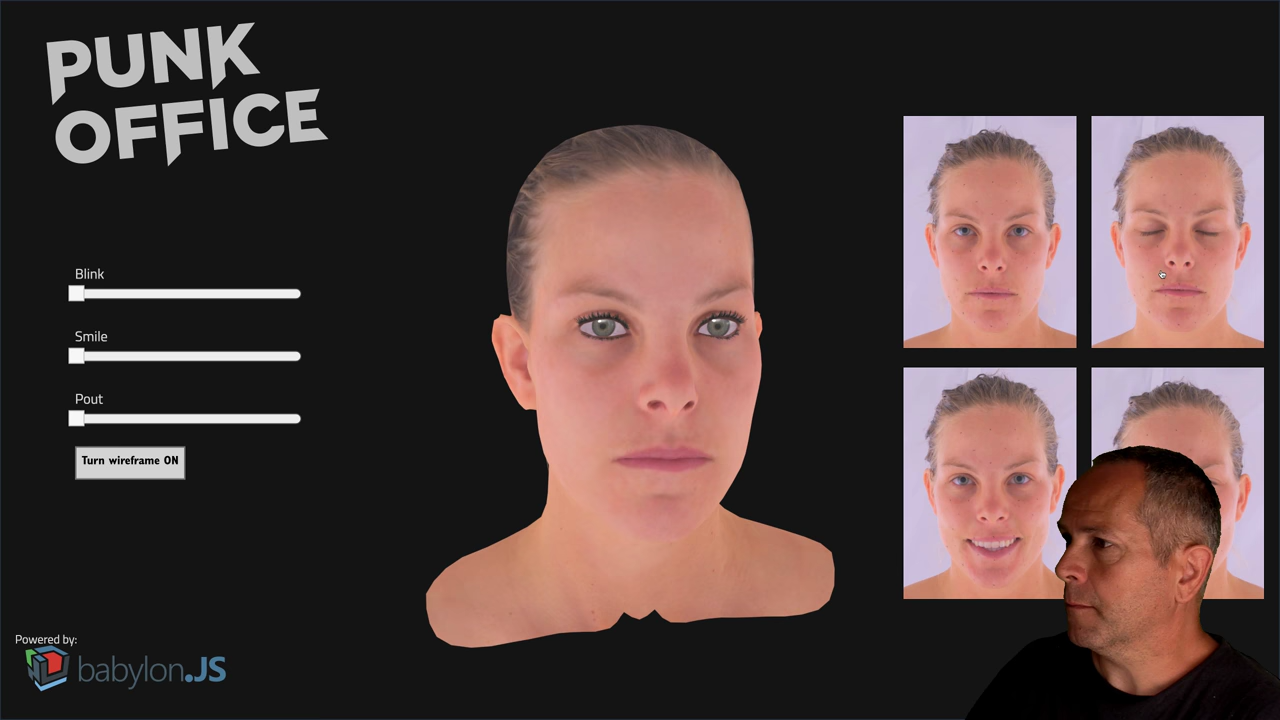 PUNK
OFFICE
Blink
Smile
Pout
Turn wireframe ON
Powered by:
babylon.JS